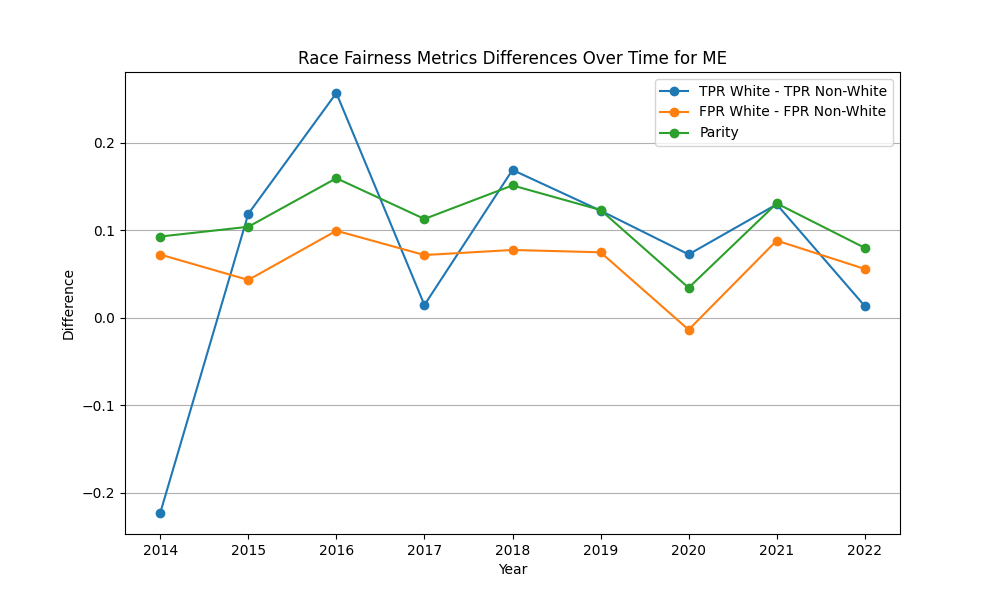 Race Fairness Metrics Differences Over Time for ME
TPR White - TPR Non-White
FPR White - FPR Non-White
Parity
Difference
0.2
0.1
0.0
−0.1
−0.2
2014 2015 2016 2017 2018 2019 2020 2021 2022
Year